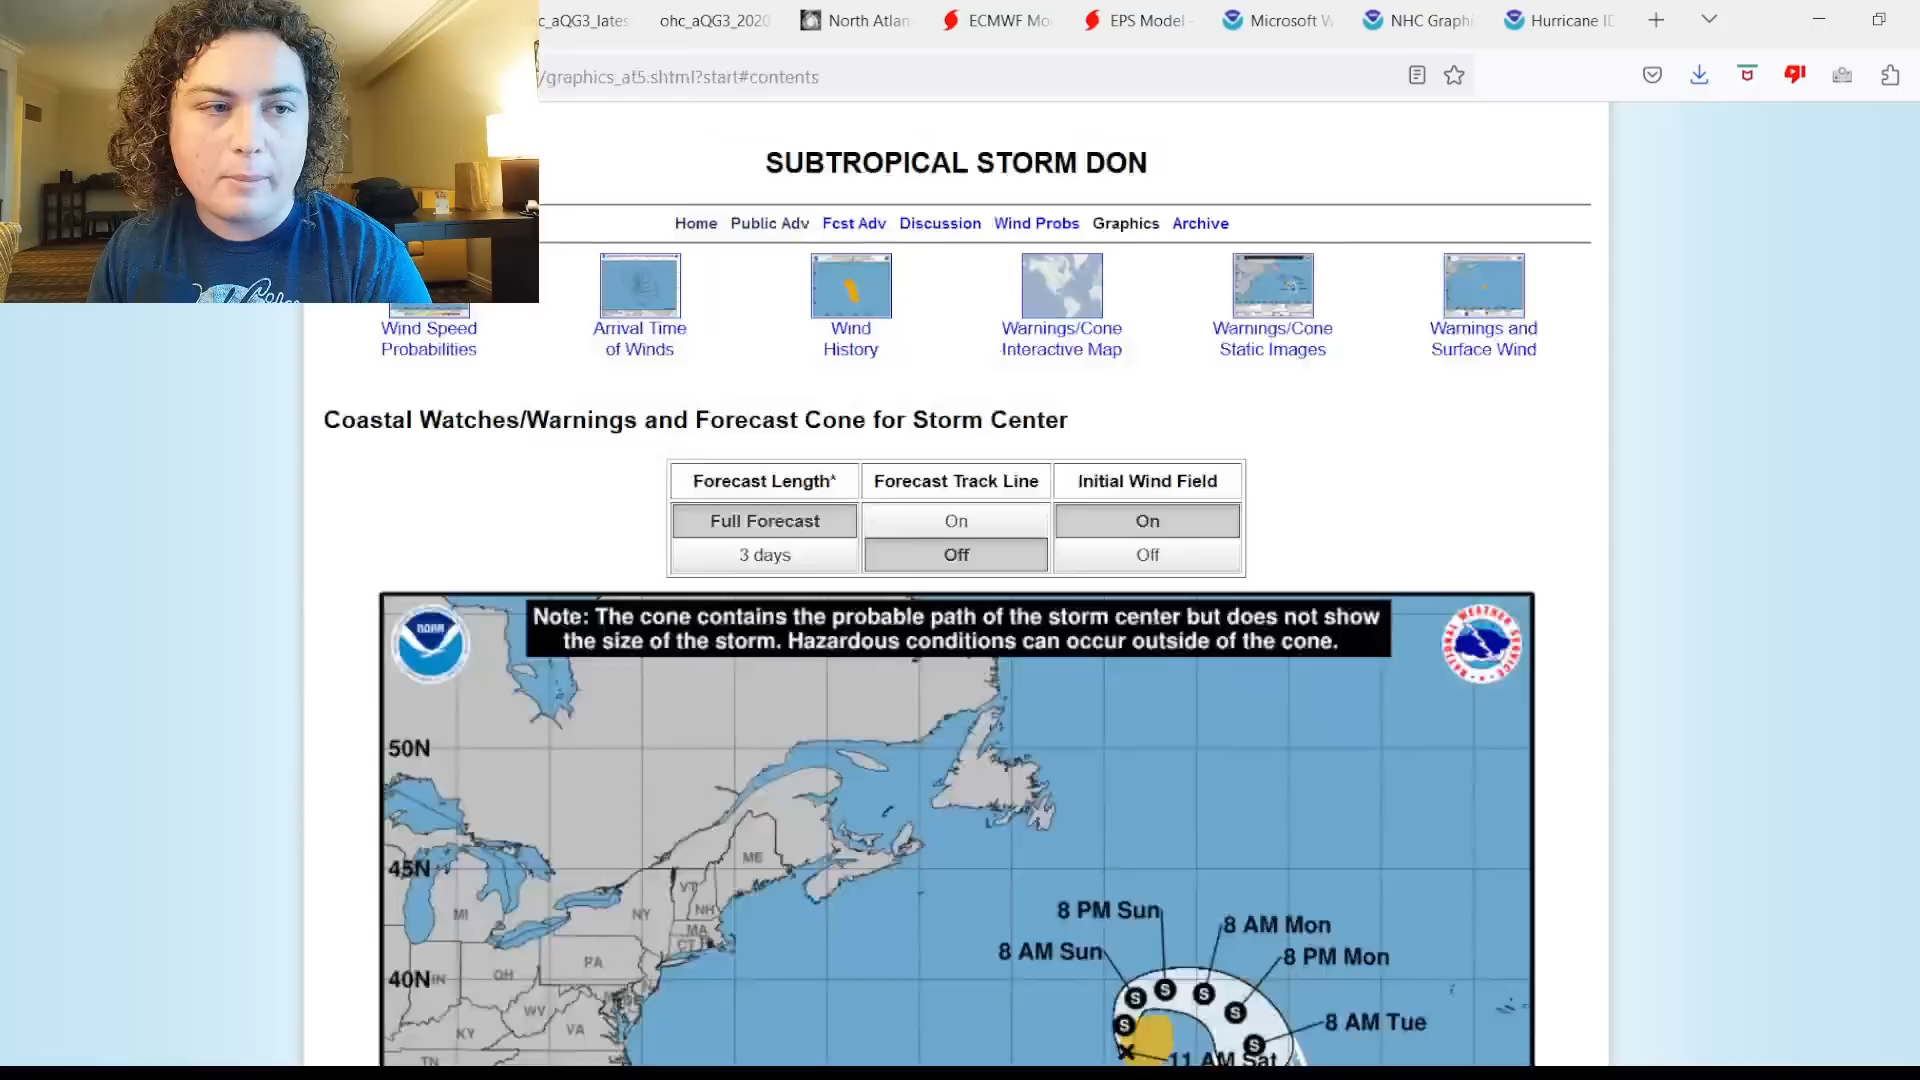 c_aQG3_lates
ohc_aQG3_2020
North Atlan
ECMWF Mo
EPS Model -
Microsoft W
NHC Graphi
Hurricane ID
/graphics_at5.shtml?start#contents
SUBTROPICAL STORM DON
Home Public Adv Fcst Adv Discussion Wind Probs Graphics Archive
Wind Speed
Probabilities
Arrival Time
of Winds
Wind
History
Warnings/Cone
Interactive Map
Warnings/Cone
Static Images
Warnings and
Surface Wind
Coastal Watches/Warnings and Forecast Cone for Storm Center
Forecast Length* Forecast Track Line Initial Wind Field
Full Forecast On On
3 days Off Off
Note: The cone contains the probable path of the storm center but does not show
the size of the storm. Hazardous conditions can occur outside of the cone.
NOAA
NATIONAL WEATHER SERVICE
50N
45N
ME
VT
NH
MI
NY
MA
CT
PA
8 PM Sun
8 AM Mon
8 AM Sun
8 PM Mon
40N
IN
OH
WV
KY
VA
TN
S
S
S
S
S
S
8 AM Tue
11 AM Sat